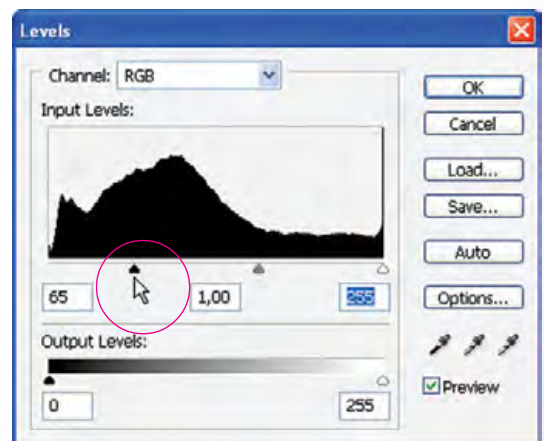 Levels
Channel: RGB
OK
Input Levels:
Cancel
Load...
Save...
Auto
65 1,00 255
Options...
Output Levels:
Preview
0 255